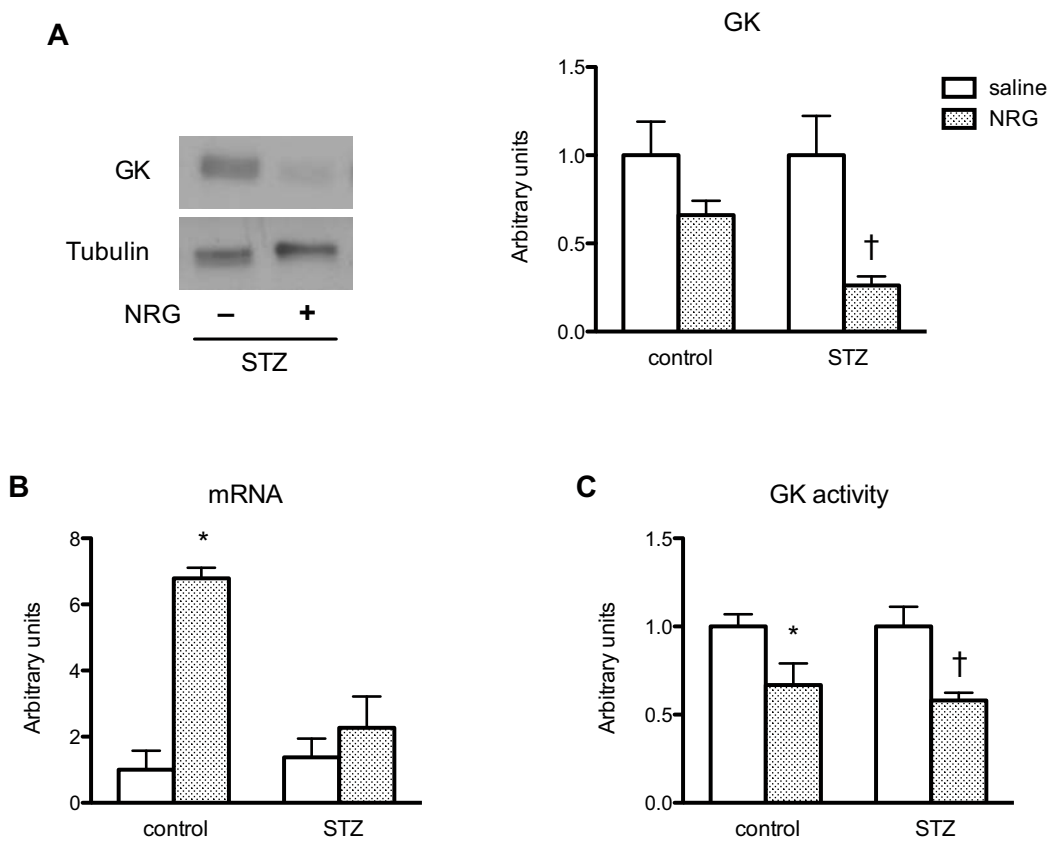 A
GK
Tubulin
NRG – +
STZ
GK
1.5
1.0
0.5
0.0
Arbitrary units
†
control STZ
saline
NRG
B
mRNA
8
6
4
2
0
Arbitrary units
*
control STZ
C
GK activity
1.5
1.0
0.5
0.0
Arbitrary units
*
†
control STZ